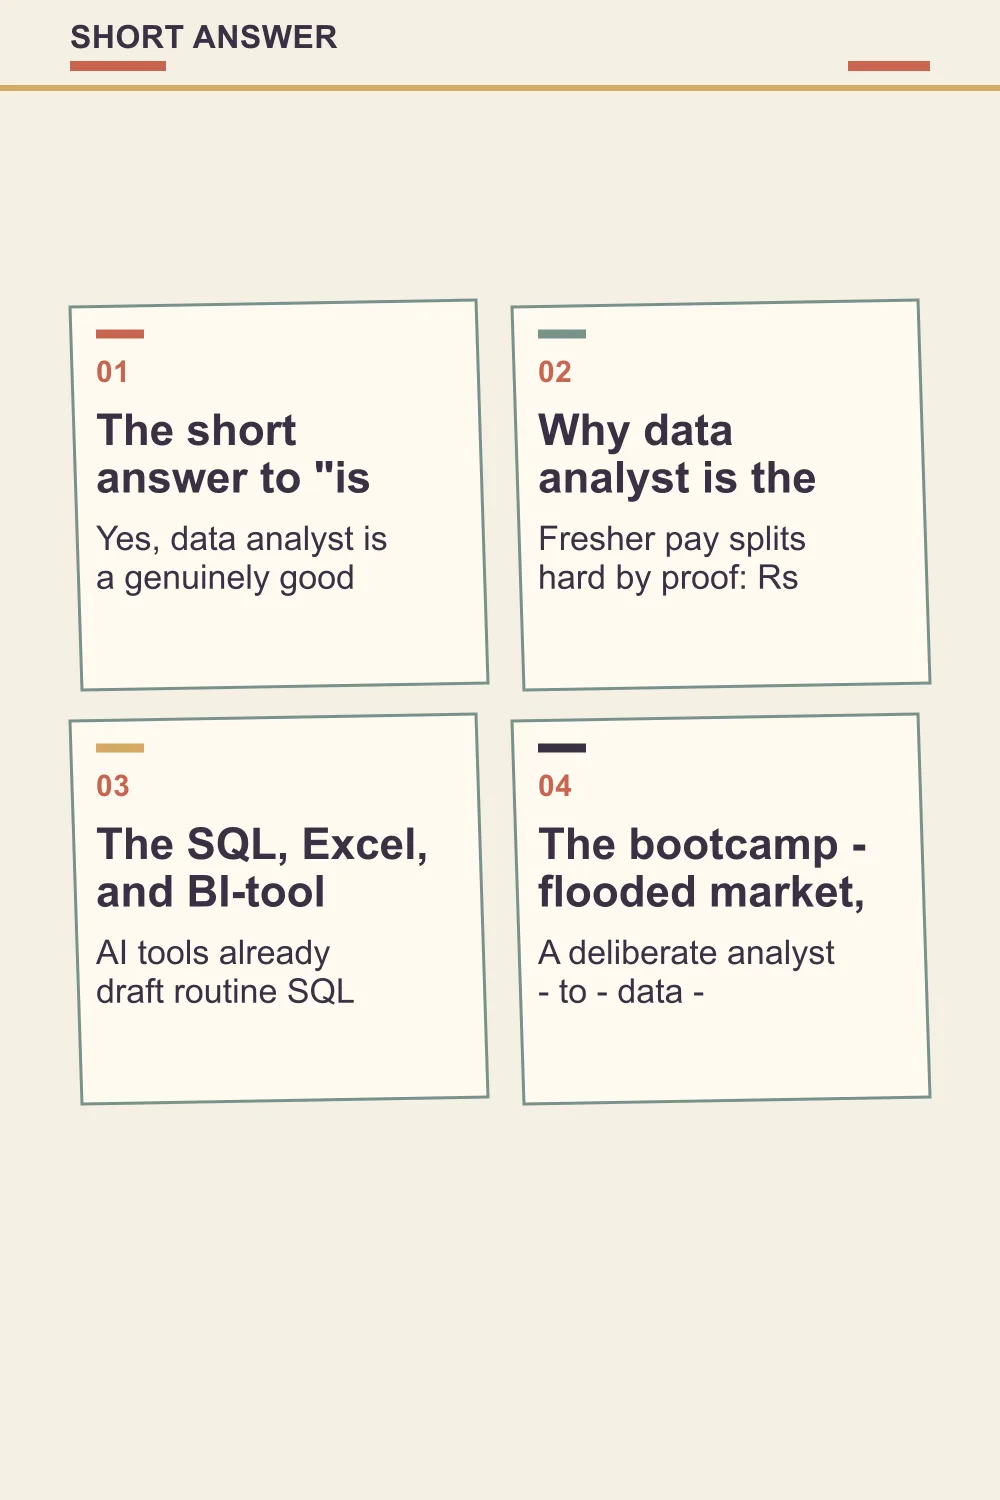 SHORT ANSWER
01
The short
answer to "is
Yes, data analyst is
a genuinely good
02
Why data
analyst is the
Fresher pay splits
hard by proof: Rs
03
The SQL, Excel,
and BI-tool
AI tools already
draft routine SQL
04
The bootcamp -
flooded market,
A deliberate analyst
- to - data -